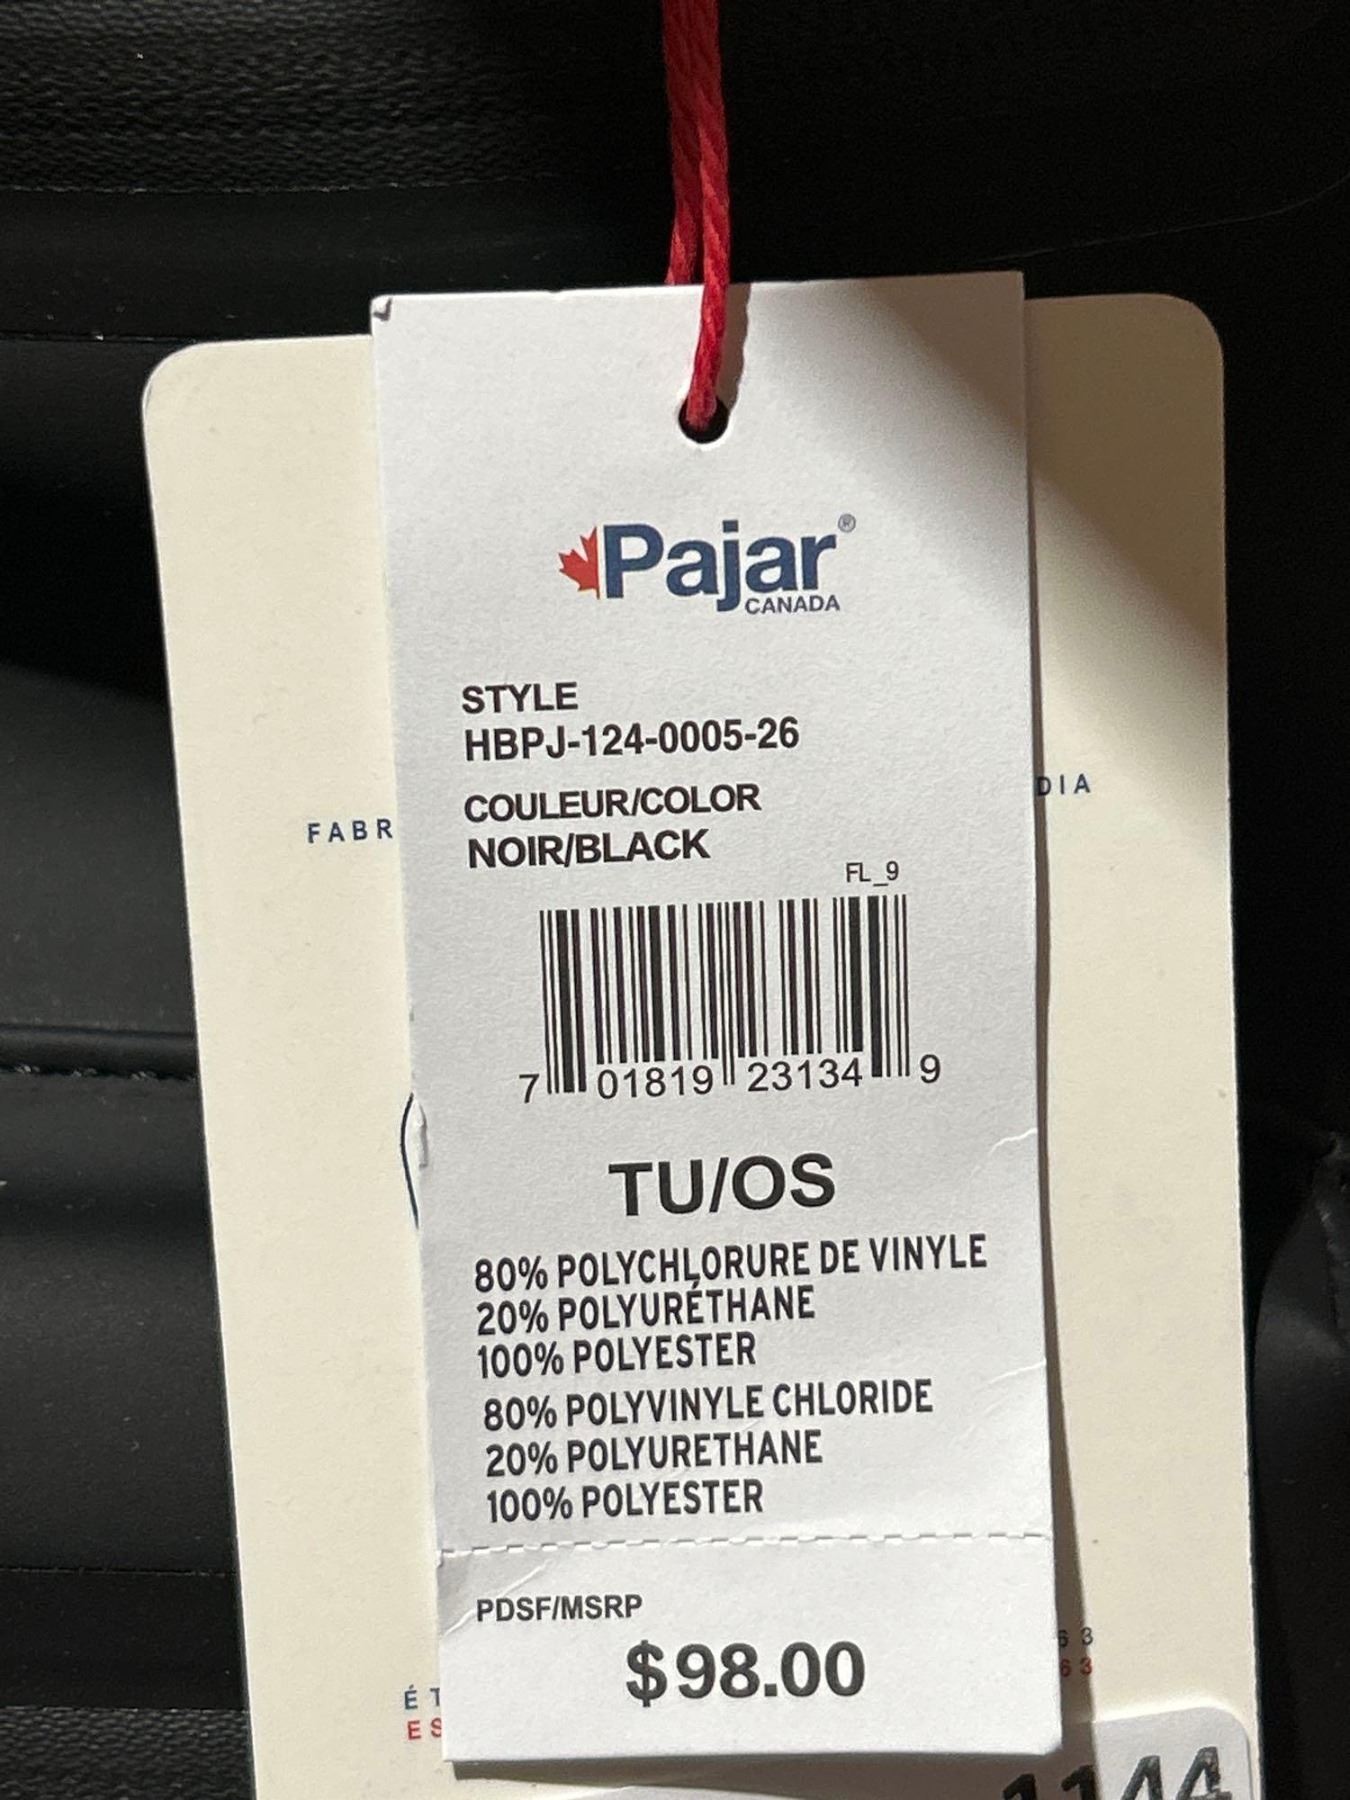 Pajar®
CANADA
STYLE
HBPJ-124-0005-26
COULEUR/COLOR
NOIR/BLACK
FL_9
7 01819 23134 9
TU/OS
80% POLYCHLORURE DE VINYLE
20% POLYURÉTHANE
100% POLYESTER
80% POLYVINYLE CHLORIDE
20% POLYURETHANE
100% POLYESTER
PDSF/MSRP
$98.00